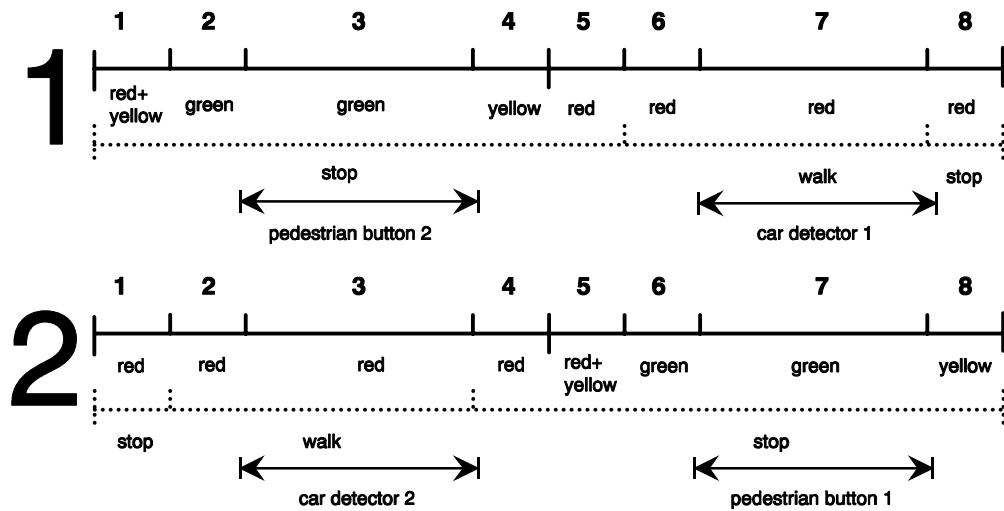 1 2 3 4 5 6 7 8
1
red+ yellow green green yellow red red red red
stop walk stop
pedestrian button 2 car detector 1
1 2 3 4 5 6 7 8
2
red red red red red+ yellow green green yellow
stop walk stop
car detector 2 pedestrian button 1